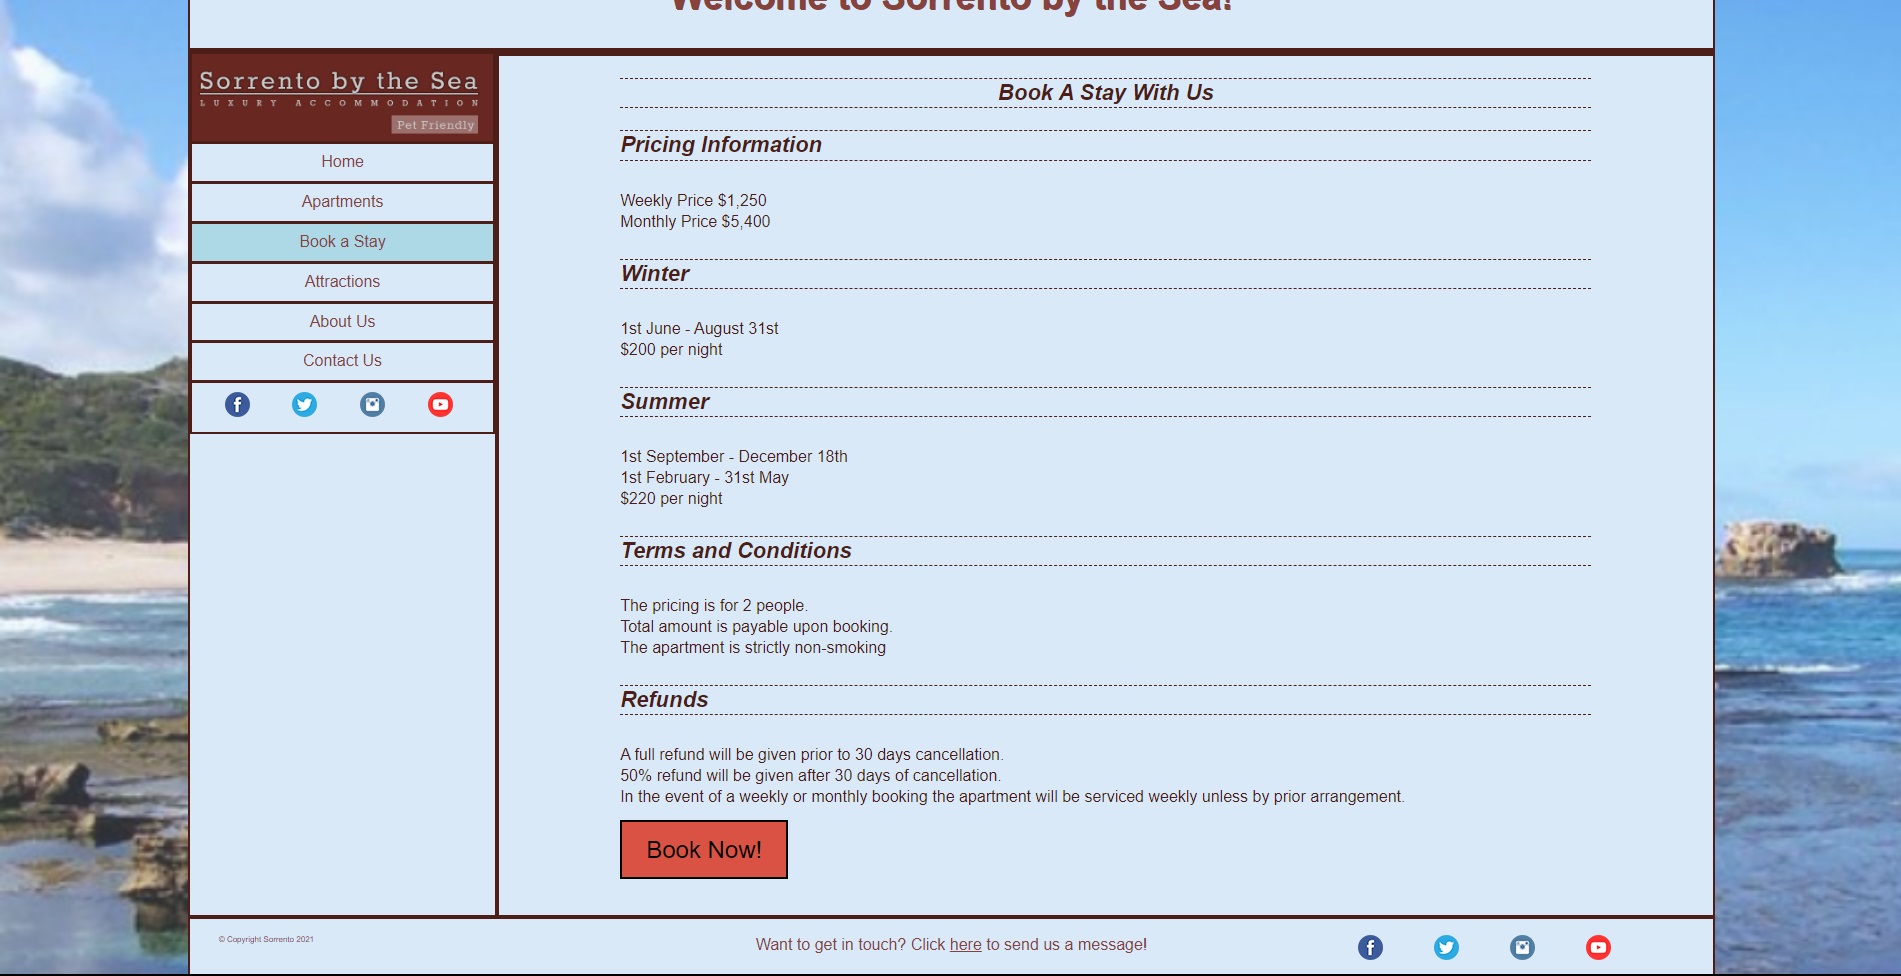 Welcome to Sorrento by the Sea!
Sorrento by the Sea
LUXURY ACCOMMODATION
Pet Friendly
Home
Apartments
Book a Stay
Attractions
About Us
Contact Us
Book A Stay With Us
Pricing Information
Weekly Price $1,250
Monthly Price $5,400
Winter
1st June - August 31st
$200 per night
Summer
1st September - December 18th
1st February - 31st May
$220 per night
Terms and Conditions
The pricing is for 2 people.
Total amount is payable upon booking.
The apartment is strictly non-smoking
Refunds
A full refund will be given prior to 30 days cancellation.
50% refund will be given after 30 days of cancellation.
In the event of a weekly or monthly booking the apartment will be serviced weekly unless by prior arrangement.
Book Now!
© Copyright Sorrento 2021
Want to get in touch? Click here to send us a message!